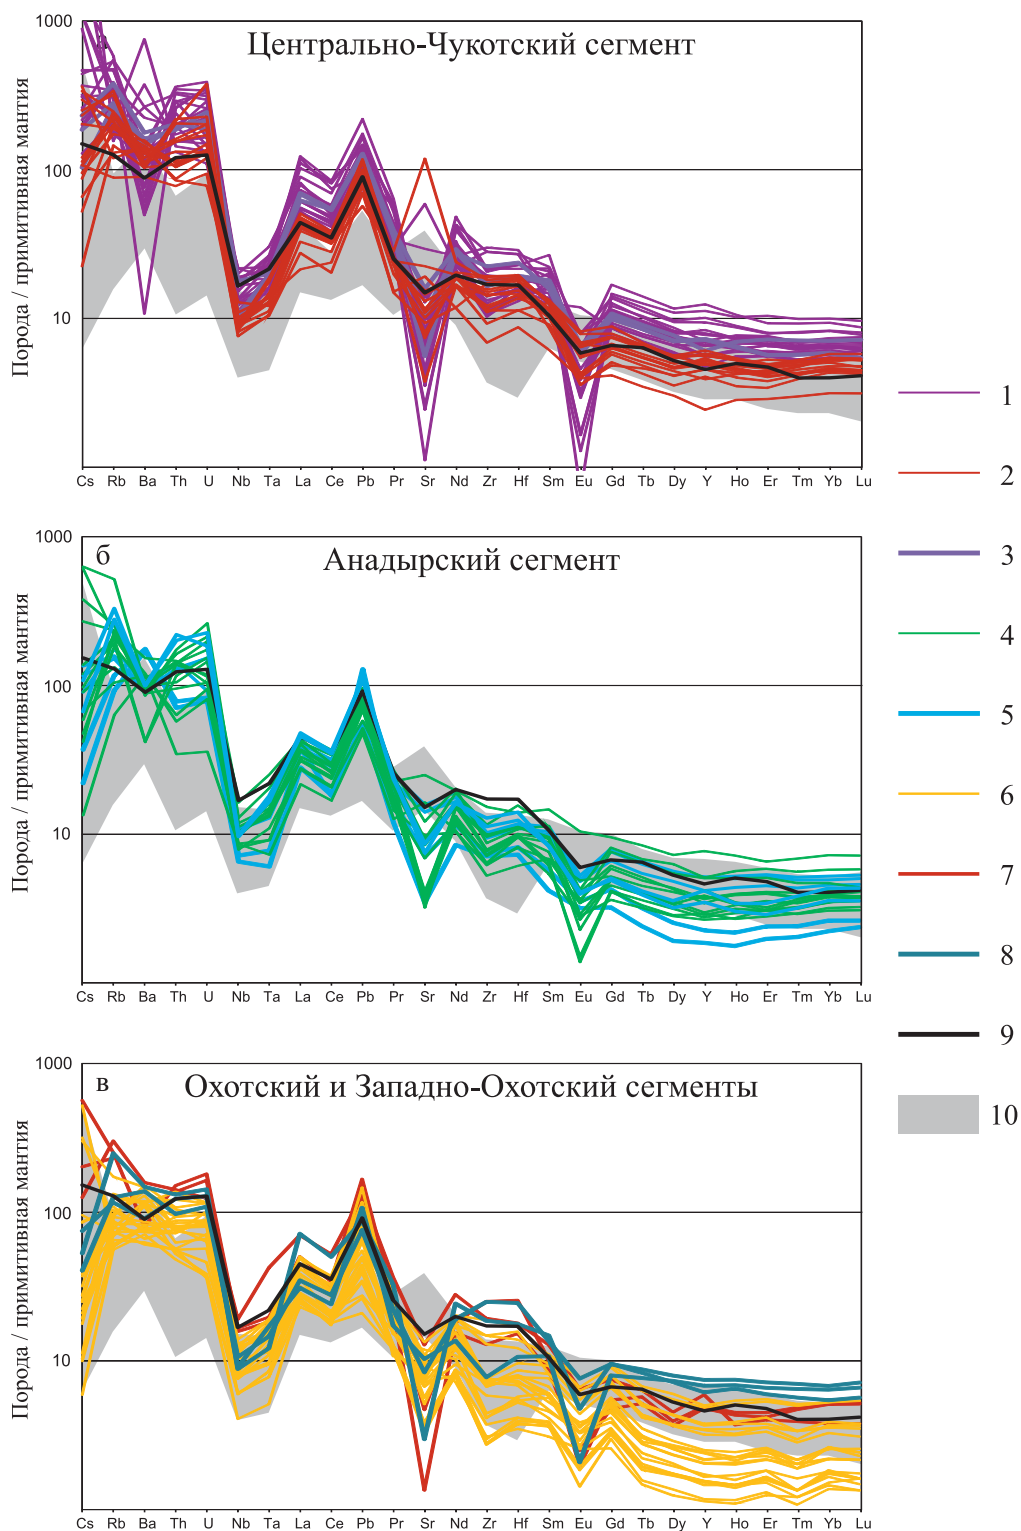 а
Центрально-Чукотский сегмент
1000
100
10
Порода / примитивная мантия
Cs Rb Ba Th U Nb Ta La Ce Pb Pr Sr Nd Zr Hf Sm Eu Gd Tb Dy Y Ho Er Tm Yb Lu
б
Анадырский сегмент
1000
100
10
Порода / примитивная мантия
Cs Rb Ba Th U Nb Ta La Ce Pb Pr Sr Nd Zr Hf Sm Eu Gd Tb Dy Y Ho Er Tm Yb Lu
в
Охотский и Западно-Охотский сегменты
1000
100
10
Порода / примитивная мантия
Cs Rb Ba Th U Nb Ta La Ce Pb Pr Sr Nd Zr Hf Sm Eu Gd Tb Dy Y Ho Er Tm Yb Lu
1
2
3
4
5
6
7
8
9
10